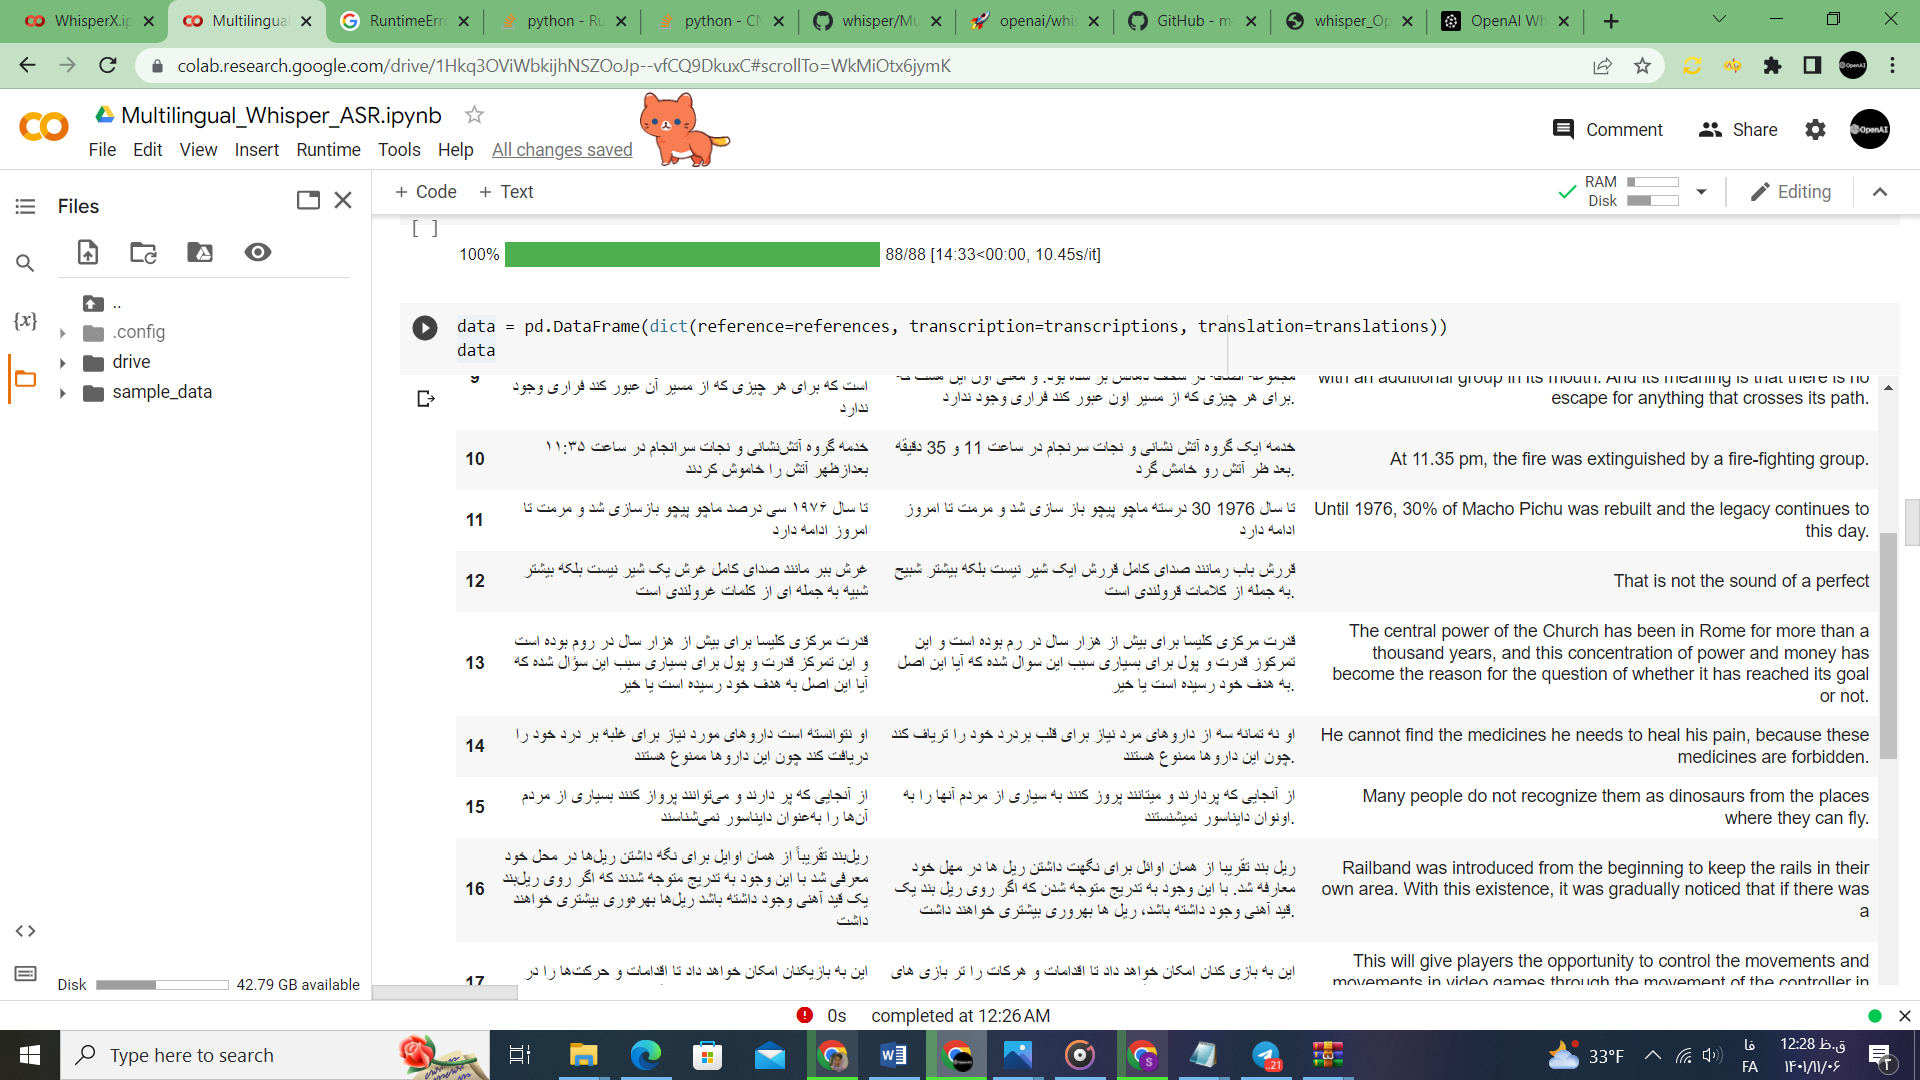 WhisperX.ip
Multilingual
RuntimeErro
python - Ru
python - CN
whisper/Mu
openai/whis
GitHub - m-
whisper_Op
OpenAI Wh
colab.research.google.com/drive/1Hkq3OViWbkijhNSZOoJp--vfCQ9DkuxC#scrollTo=WkMiOtx6jymK
Multilingual_Whisper_ASR.ipynb
Comment
Share
OpenAI
File Edit View Insert Runtime Tools Help All changes saved
Files
+ Code + Text
RAM
Disk
Editing
..
.config
drive
sample_data
Disk 42.79 GB available
[ ]
100% 88/88 [14:33<00:00, 10.45s/it]
data = pd.DataFrame(dict(reference=references, transcription=transcriptions, translation=translations))
data
9
است که برای هر چیزی که از مسیر آن عبور کند فراری وجود
ندارد
مجموعه اضافه در سخف دهانش بر شده بود. و معنی اون این هست که
برای هر چیزی که از مسیر اون عبور کند فراری وجود ندارد.
with an additional group in its mouth. And its meaning is that there is no
escape for anything that crosses its path.
10
خدمه گروه آتش‌نشانی و نجات سرانجام در ساعت ۱۱:۳۵
بعدازظهر آتش را خاموش کردند
خدمه ایک گروه آتش نشانی و نجات سرنجام در ساعت 11 و 35 دقیقه
بعد ظر آتش رو خامش گرد.
At 11.35 pm, the fire was extinguished by a fire-fighting group.
11
تا سال ۱۹۷۶ سی درصد ماچو پیچو بازسازی شد و مرمت تا
امروز ادامه دارد
تا سال 1976 30 درسته ماچو پیچو باز سازی شد و مرمت تا امروز
ادامه دارد
Until 1976, 30% of Macho Pichu was rebuilt and the legacy continues to
this day.
12
غرش ببر مانند صدای کامل غرش یک شیر نیست بلکه بیشتر
شبیه به جمله ای از کلمات غرولندی است
قررش باب رمانند صدای کامل قررش ایک شیر نیست بلکه بیشتر شبیح
به جمله از کلامات قرولندی است.
That is not the sound of a perfect
13
قدرت مرکزی کلیسا برای بیش از هزار سال در روم بوده است
و این تمرکز قدرت و پول برای بسیاری سبب این سؤال شده که
آیا این اصل به هدف خود رسیده است یا خیر
قدرت مرکزی کلیسا برای بیش از هزار سال در رم بوده است و این
تمرکوز قدرت و پول برای بسیاری سبب این سوال شده که آیا این اصل
به هدف خود رسیده است یا خیر.
The central power of the Church has been in Rome for more than a
thousand years, and this concentration of power and money has
become the reason for the question of whether it has reached its goal
or not.
14
او نتوانسته است داروهای مورد نیاز برای غلبه بر درد خود را
دریافت کند چون این داروها ممنوع هستند
او نه تمانه سه از داروهای مرد نیاز برای قلب بردرد خود را تریاف کند
چون این داروها ممنوع هستند.
He cannot find the medicines he needs to heal his pain, because these
medicines are forbidden.
15
از آنجایی که پر دارند و می‌توانند پرواز کنند بسیاری از مردم
آن‌ها را به‌عنوان دایناسور نمی‌شناسند
از آنجایی که پردارند و میتانند پروز کنند به سیاری از مردم آنها را به
اونوان دایناسور نمیشنستند.
Many people do not recognize them as dinosaurs from the places
where they can fly.
16
ریل‌بند تقریباً از همان اوایل برای نگه داشتن ریل‌ها در محل خود
معرفی شد با این وجود به تدریج متوجه شدند که اگر روی ریل‌بند
یک قید آهنی وجود داشته باشد ریل‌ها بهره‌وری بیشتری خواهند
داشت
ریل بند تقریبا از همان اوائل برای نگهت داشتن ریل ها در مهل خود
معارفه شد. با این وجود به تدریج متوجه شدن که اگر روی ریل بند یک
قید آهنی وجود داشته باشد، ریل ها بهروری بیشتری خواهند داشت.
Railband was introduced from the beginning to keep the rails in their
own area. With this existence, it was gradually noticed that if there was
a
17
این به بازیکنان امکان خواهد داد تا اقدامات و حرکت‌ها را در
این به بازی کنان امکان خواهد داد تا اقدامات و هرکات را تر بازی های
This will give players the opportunity to control the movements and
movements in video games through the movement of the controller in
0s completed at 12:26 AM
Type here to search
33°F
فا
FA
12:28 ق.ظ
۱۴۰۱/۱۱/۰۶